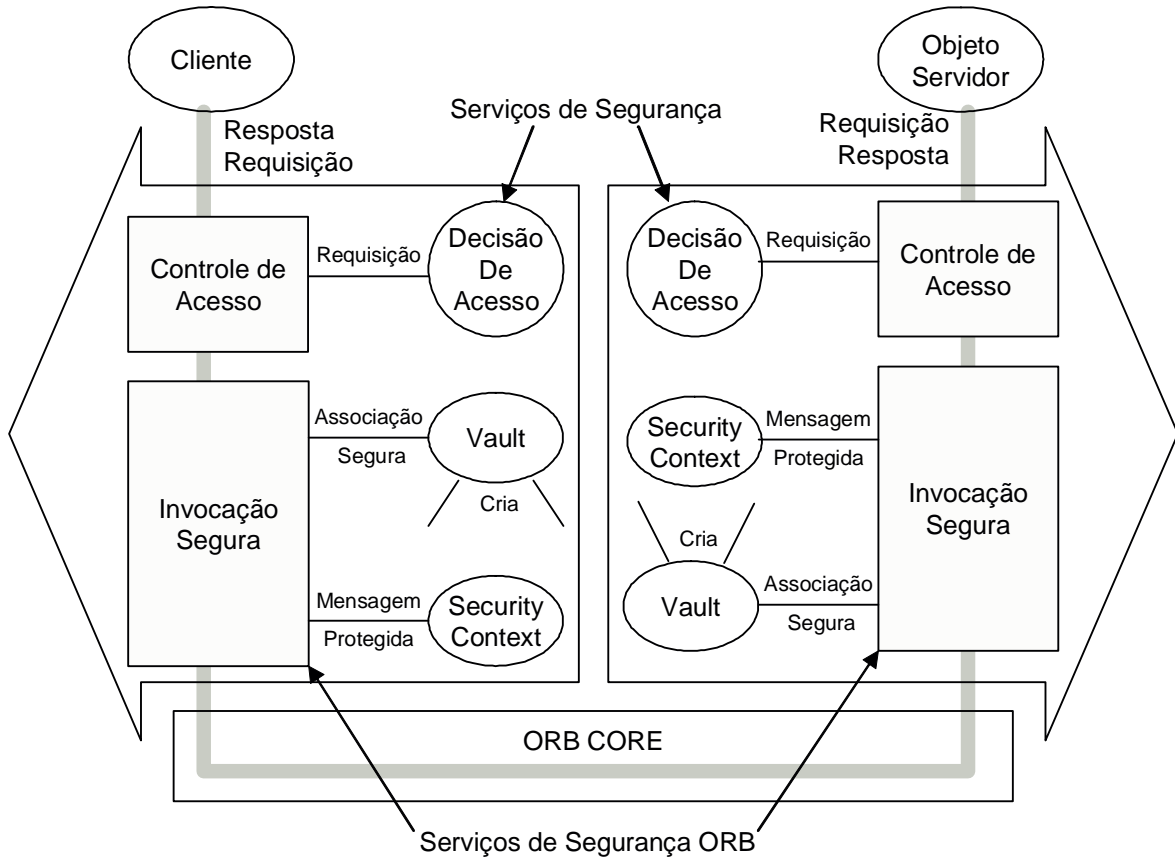 Cliente
Objeto
Servidor
Serviços de Segurança
Resposta
Requisição
Requisição
Resposta
Controle de
Acesso
Requisição
Decisão
De
Acesso
Decisão
De
Acesso
Requisição
Controle de
Acesso
Invocação
Segura
Associação
Segura
Vault
Cria
Mensagem
Protegida
Security
Context
Security
Context
Mensagem
Protegida
Cria
Vault
Associação
Segura
Invocação
Segura
ORB CORE
Serviços de Segurança ORB